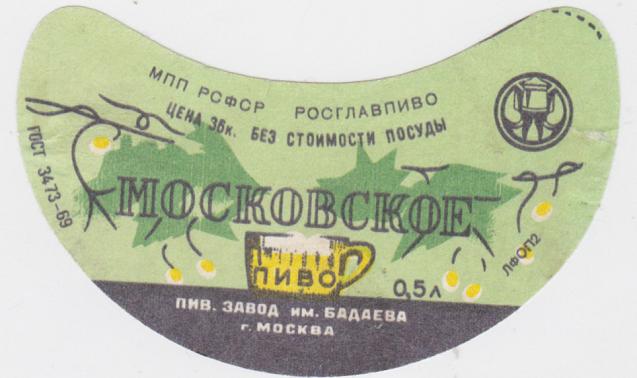 МПП РСФСР РОСГЛАВПИВО
ЦЕНА 36к. БЕЗ СТОИМОСТИ ПОСУДЫ
ГОСТ 3473-69
МОСКОВСКОЕ
ПИВО
0,5л
ЛФОП2
ПИВ. ЗАВОД ИМ. БАДАЕВА
г. МОСКВА